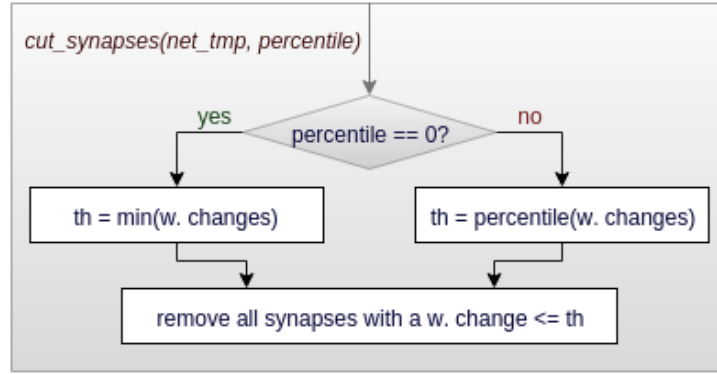 cut_synapses(net_tmp, percentile)
yes
no
percentile == 0?
th = min(w. changes)
th = percentile(w. changes)
remove all synapses with a w. change <= th